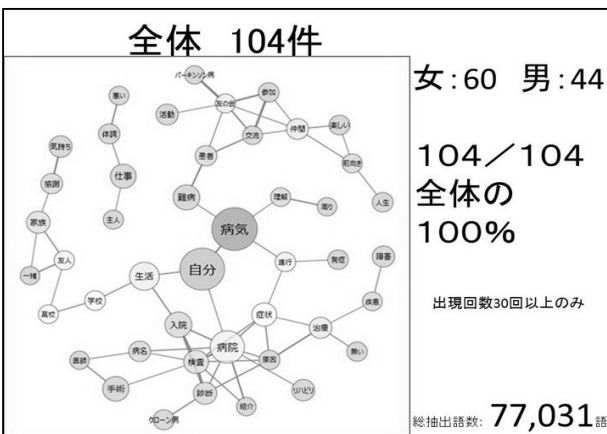 全体 104件
女:60 男:44
104/104
全体の
100%
出現回数30回以上のみ
総抽出語数: 77,031語
パーキンソン病
参加
友の会
悪い
活動
楽しい
仲間
体調
交流
気持ち
患者
前向き
感謝
仕事
難病
理解
周り
人生
主人
家族
病気
友人
自分
進行
発症
障害
一緒
生活
学校
疾患
高校
症状
入院
治療
病院
病名
無い
医師
検査
原因
手術
診断
リハビリ
紹介
クローン病